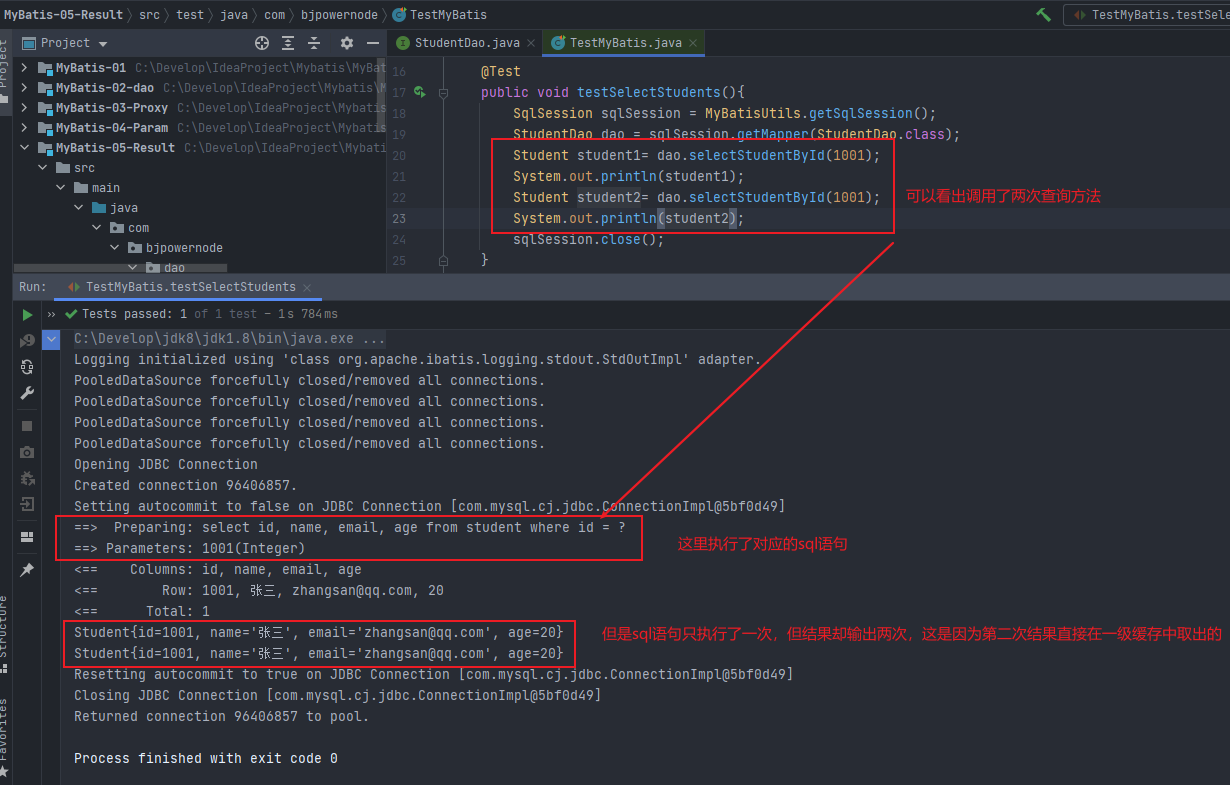 MyBatis-05-Result 〉 src 〉 test 〉 java 〉 com 〉 bjpowernode 〉 TestMyBatis
TestMyBatis.testSele
Project
Project
StudentDao.java
TestMyBatis.java
MyBatis-01 C:\Develop\IdeaProject\Mybatis\MyBat
MyBatis-02-dao C:\Develop\IdeaProject\Mybatis
MyBatis-03-Proxy C:\Develop\IdeaProject\Mybatis
MyBatis-04-Param C:\Develop\IdeaProject\Mybatis
MyBatis-05-Result C:\Develop\IdeaProject\Mybati
src
main
java
com
bjpowernode
dao
16 @Test
17 public void testSelectStudents(){
18 SqlSession sqlSession = MyBatisUtils.getSqlSession();
19 StudentDao dao = sqlSession.getMapper(StudentDao.class);
20 Student student1= dao.selectStudentById(1001);
21 System.out.println(student1);
22 Student student2= dao.selectStudentById(1001);
23 System.out.println(student2);
24 sqlSession.close();
25 }
可以看出调用了两次查询方法
Run: TestMyBatis.testSelectStudents
Tests passed: 1 of 1 test – 1 s 784 ms
C:\Develop\jdk8\jdk1.8\bin\java.exe ...
Logging initialized using 'class org.apache.ibatis.logging.stdout.StdOutImpl' adapter.
PooledDataSource forcefully closed/removed all connections.
PooledDataSource forcefully closed/removed all connections.
PooledDataSource forcefully closed/removed all connections.
PooledDataSource forcefully closed/removed all connections.
Opening JDBC Connection
Created connection 96406857.
Setting autocommit to false on JDBC Connection [com.mysql.cj.jdbc.ConnectionImpl@5bf0d49]
==>  Preparing: select id, name, email, age from student where id = ?
==> Parameters: 1001(Integer)
这里执行了对应的sql语句
<==    Columns: id, name, email, age
<==        Row: 1001, 张三, zhangsan@qq.com, 20
<==      Total: 1
Student{id=1001, name='张三', email='zhangsan@qq.com', age=20}
Student{id=1001, name='张三', email='zhangsan@qq.com', age=20}
但是sql语句只执行了一次，但结果却输出两次，这是因为第二次结果直接在一级缓存中取出的
Resetting autocommit to true on JDBC Connection [com.mysql.cj.jdbc.ConnectionImpl@5bf0d49]
Closing JDBC Connection [com.mysql.cj.jdbc.ConnectionImpl@5bf0d49]
Returned connection 96406857 to pool.
Process finished with exit code 0
Structure
Favorites